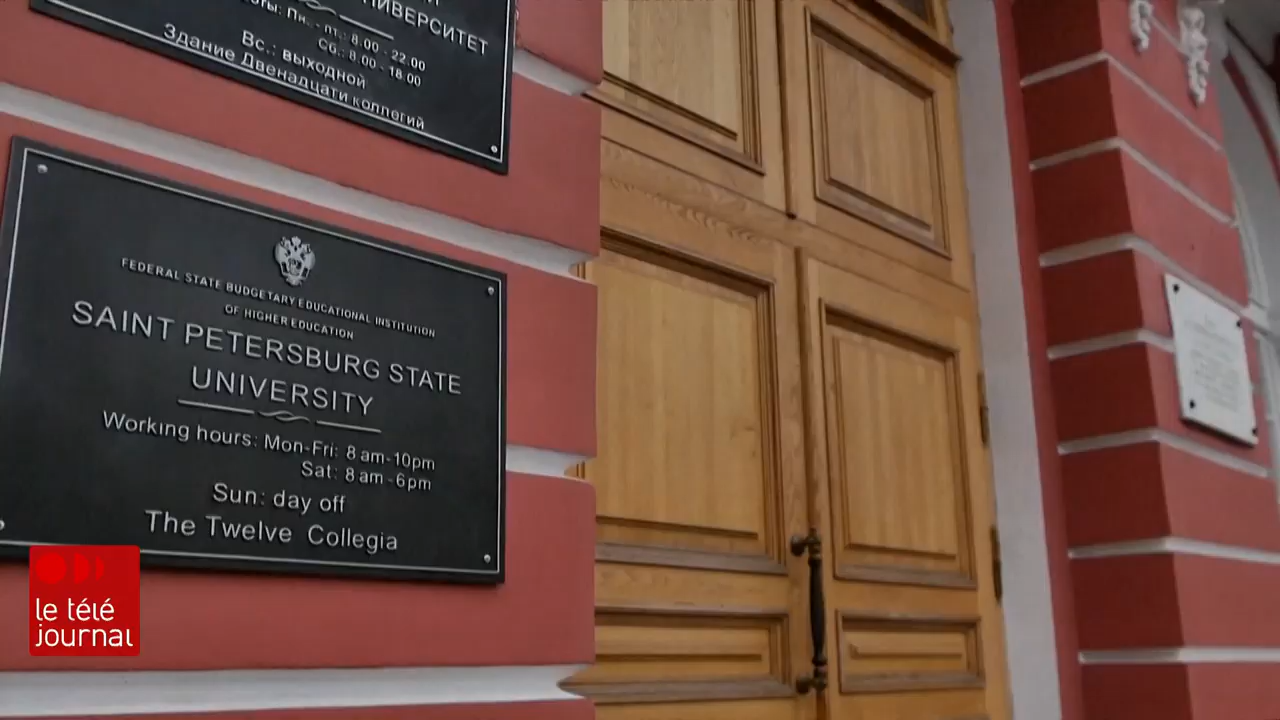 НИВЕРСИТЕТ
ты: Пн. - пт.: 8.00 - 22.00
Сб.: 8.00 - 18.00
Вс.: выходной
Здание Двенадцати коллегий
FEDERAL STATE BUDGETARY EDUCATIONAL INSTITUTION
OF HIGHER EDUCATION
SAINT PETERSBURG STATE
UNIVERSITY
Working hours: Mon-Fri: 8 am-10pm
Sat: 8 am-6pm
Sun: day off
The Twelve Collegia
le télé
journal